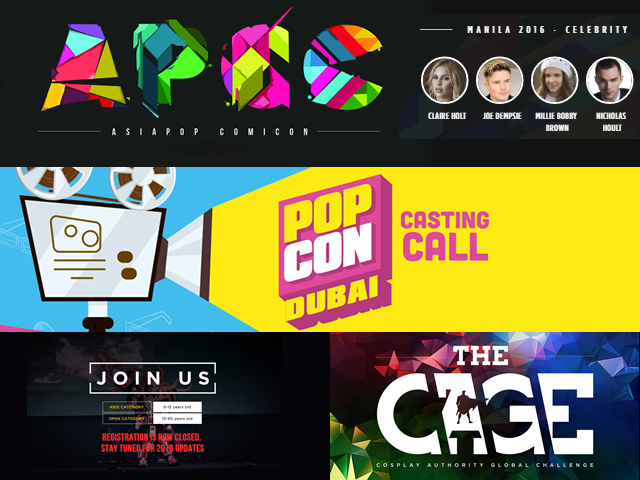 APCC
ASIAPOP COMICON
MANILA 2016 - CELEBRITY
CLAIRE HOLT
JOE DEMPSIE
MILLIE BOBBY
BROWN
NICHOLAS
HOULT
POP
CON
DUBAI
CASTING
CALL
JOIN US
KIDS CATEGORY 5-12 years old
OPEN CATEGORY 13-90 years old
REGISTRATION IS NOW CLOSED.
STAY TUNED FOR 2018 UPDATES
THE
CAGE
COSPLAY AUTHORITY GLOBAL CHALLENGE